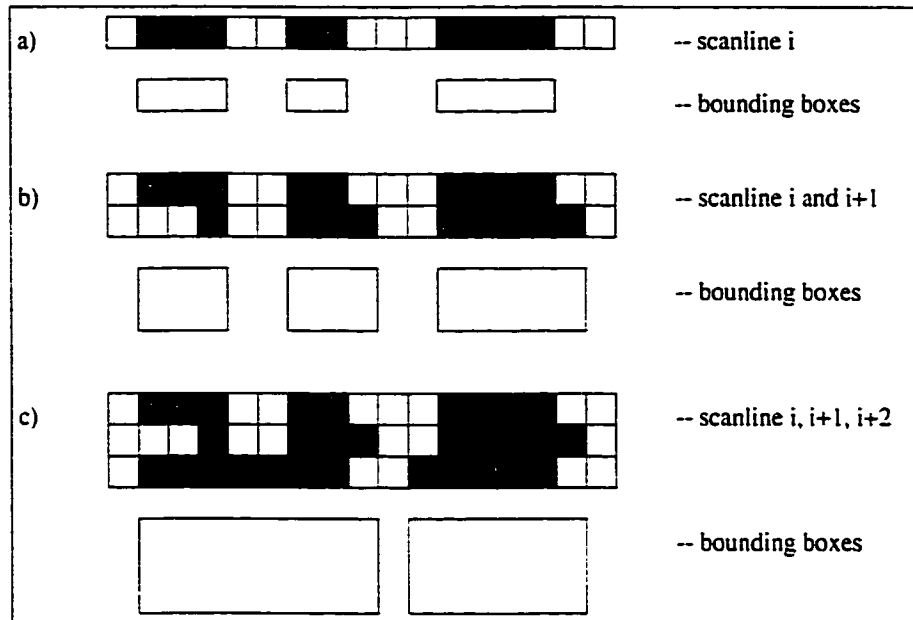 a) -- scanline i
-- bounding boxes
b) -- scanline i and i+1
-- bounding boxes
c) -- scanline i, i+1, i+2
-- bounding boxes